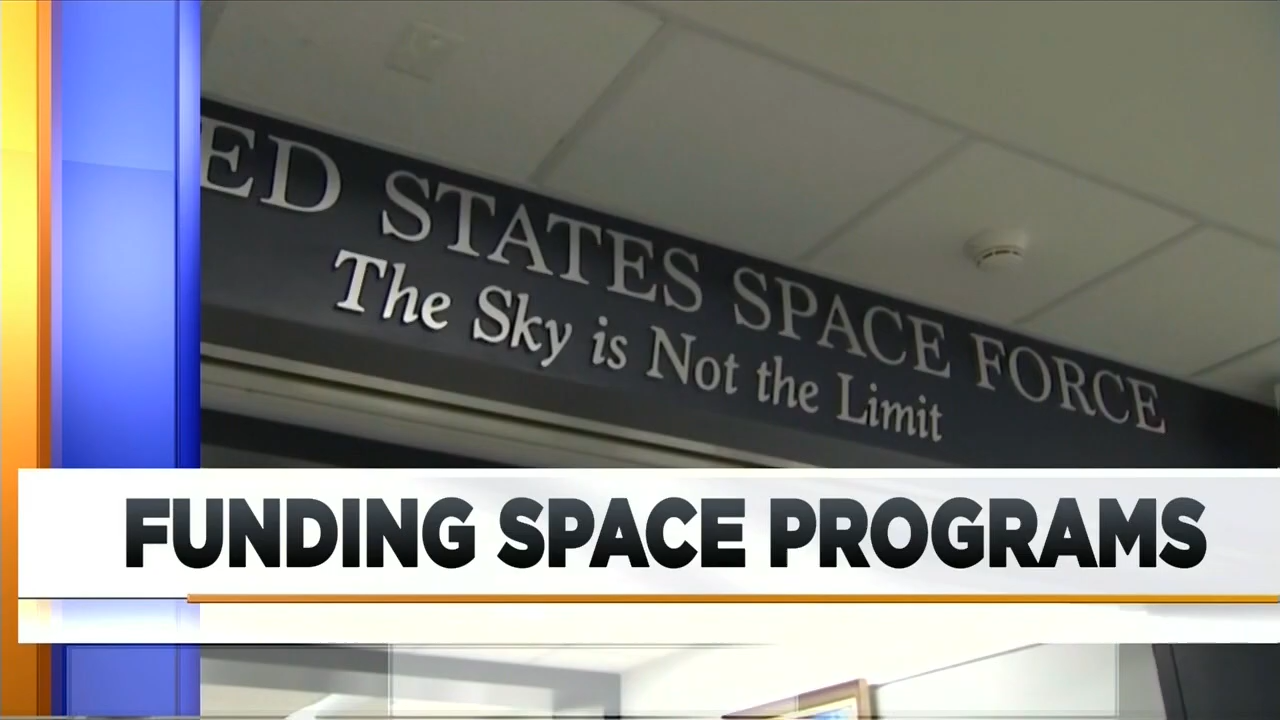 ED STATES SPACE FORCE
The Sky is Not the Limit
FUNDING SPACE PROGRAMS